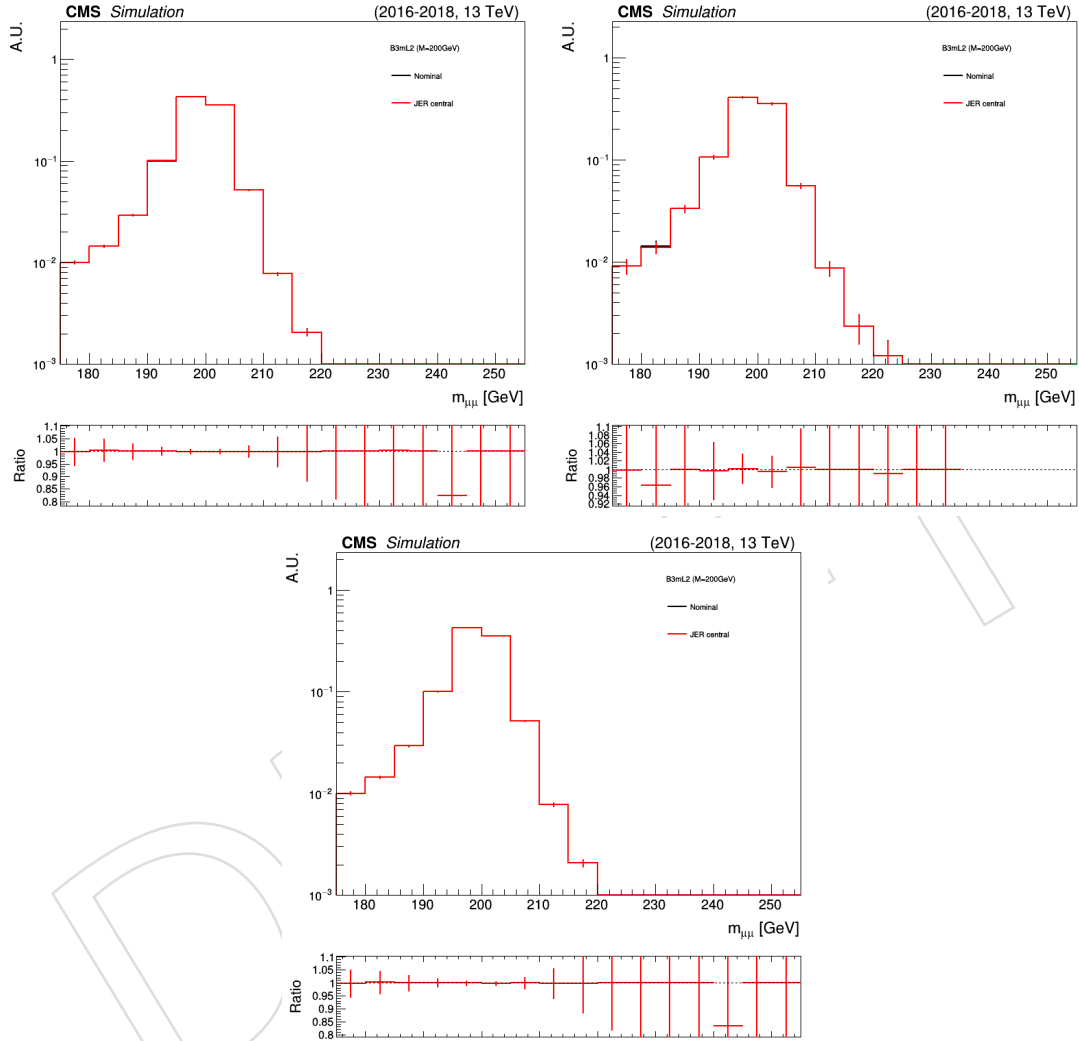 CMS Simulation (2016-2018, 13 TeV)
A.U.
B3mL2 (M=200GeV)
Nominal
JER central
1
10⁻¹
10⁻²
10⁻³
180 190 200 210 220 230 240 250
m_μμ [GeV]
Ratio
1.1
1.05
1
0.95
0.9
0.85
CMS Simulation (2016-2018, 13 TeV)
A.U.
B3mL2 (M=200GeV)
Nominal
JER central
1
10⁻¹
10⁻²
10⁻³
180 190 200 210 220 230 240 250
m_μμ [GeV]
Ratio
1.1
1.08
1.06
1.04
1.02
1.00
0.98
0.96
0.94
0.92
CMS Simulation (2016-2018, 13 TeV)
A.U.
B3mL2 (M=200GeV)
Nominal
JER central
1
10⁻¹
10⁻²
10⁻³
180 190 200 210 220 230 240 250
m_μμ [GeV]
Ratio
1.1
1.05
1
0.95
0.9
0.85
0.8